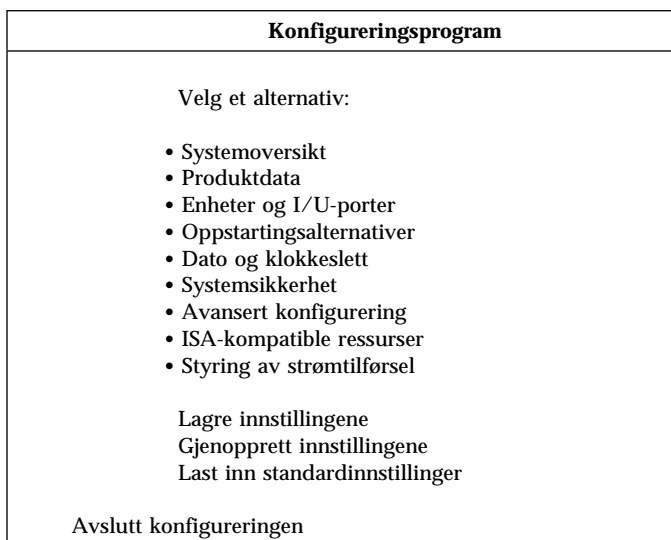 Konfigureringsprogram
Velg et alternativ:
• Systemoversikt
• Produktdata
• Enheter og I/U-porter
• Oppstartingsalternativer
• Dato og klokkeslett
• Systemsikkerhet
• Avansert konfigurering
• ISA-kompatible ressurser
• Styring av strømtilførsel
Lagre innstillingene
Gjenopprett innstillingene
Last inn standardinnstillinger
Avslutt konfigureringen